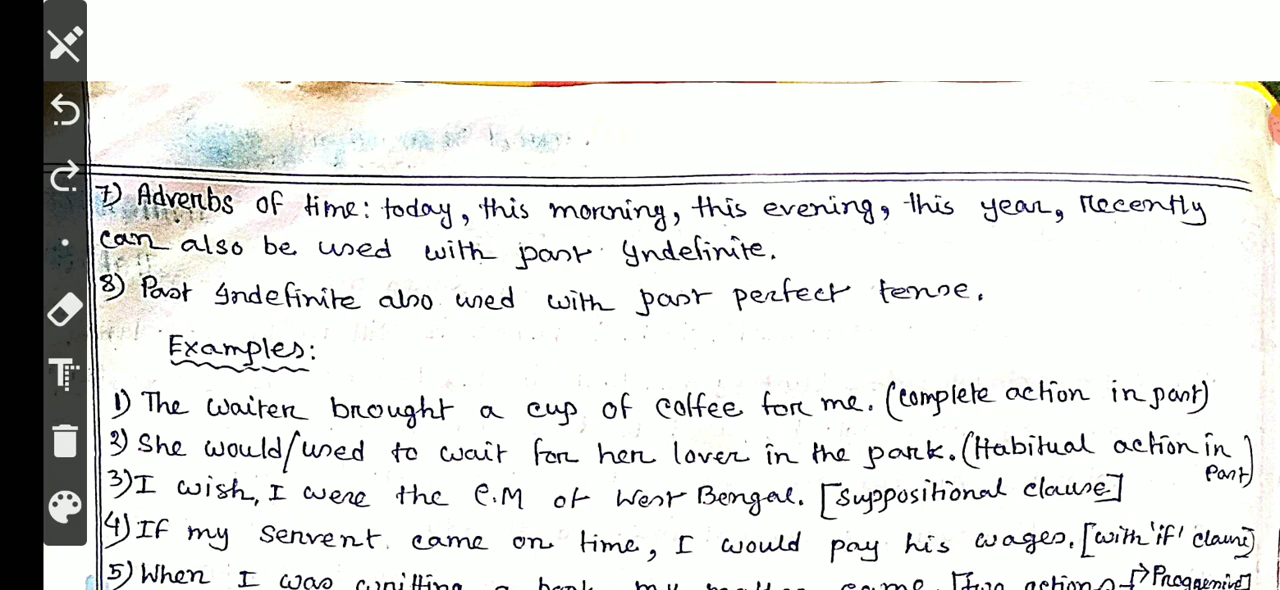 7) Adverbs of time: today, this morning, this evening, this year, recently
can also be used with past Indefinite.
8) Past Indefinite also used with past perfect tense.
Examples:
1) The waiter brought a cup of coffee for me. (complete action in past)
2) She would/used to wait for her lover in the park. (Habitual action in
Past)
3) I wish, I were the C.M of West Bengal. [suppositional clause]
4) If my servent came on time, I would pay his wages. [with 'if' clause]
5) When I was writting a book, my came